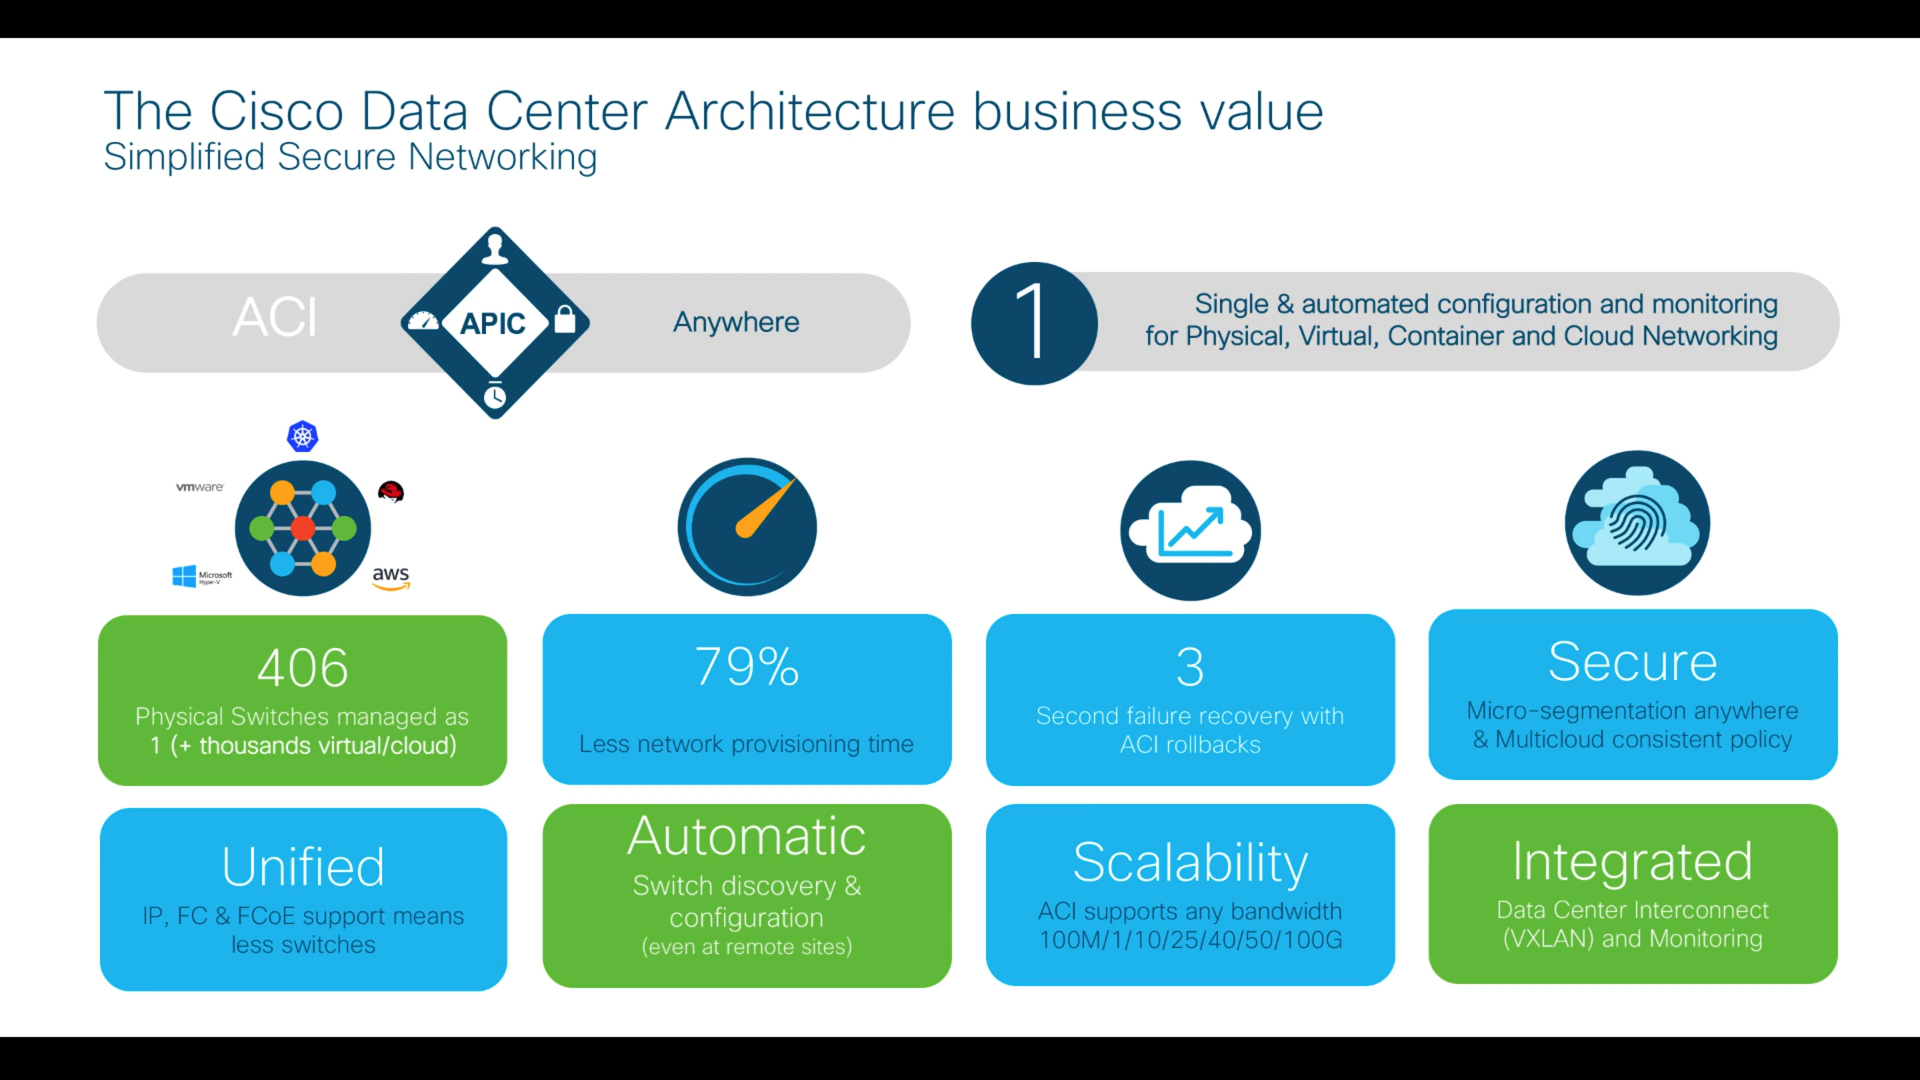 The Cisco Data Center Architecture business value
Simplified Secure Networking
ACI
APIC
Anywhere
1
Single & automated configuration and monitoring
for Physical, Virtual, Container and Cloud Networking
vmware
Microsoft
Hyper-V
aws
406
Physical Switches managed as
1 (+ thousands virtual/cloud)
79%
Less network provisioning time
3
Second failure recovery with
ACI rollbacks
Secure
Micro-segmentation anywhere
& Multicloud consistent policy
Unified
IP, FC & FCoE support means
less switches
Automatic
Switch discovery &
configuration
(even at remote sites)
Scalability
ACI supports any bandwidth
100M/1/10/25/40/50/100G
Integrated
Data Center Interconnect
(VXLAN) and Monitoring